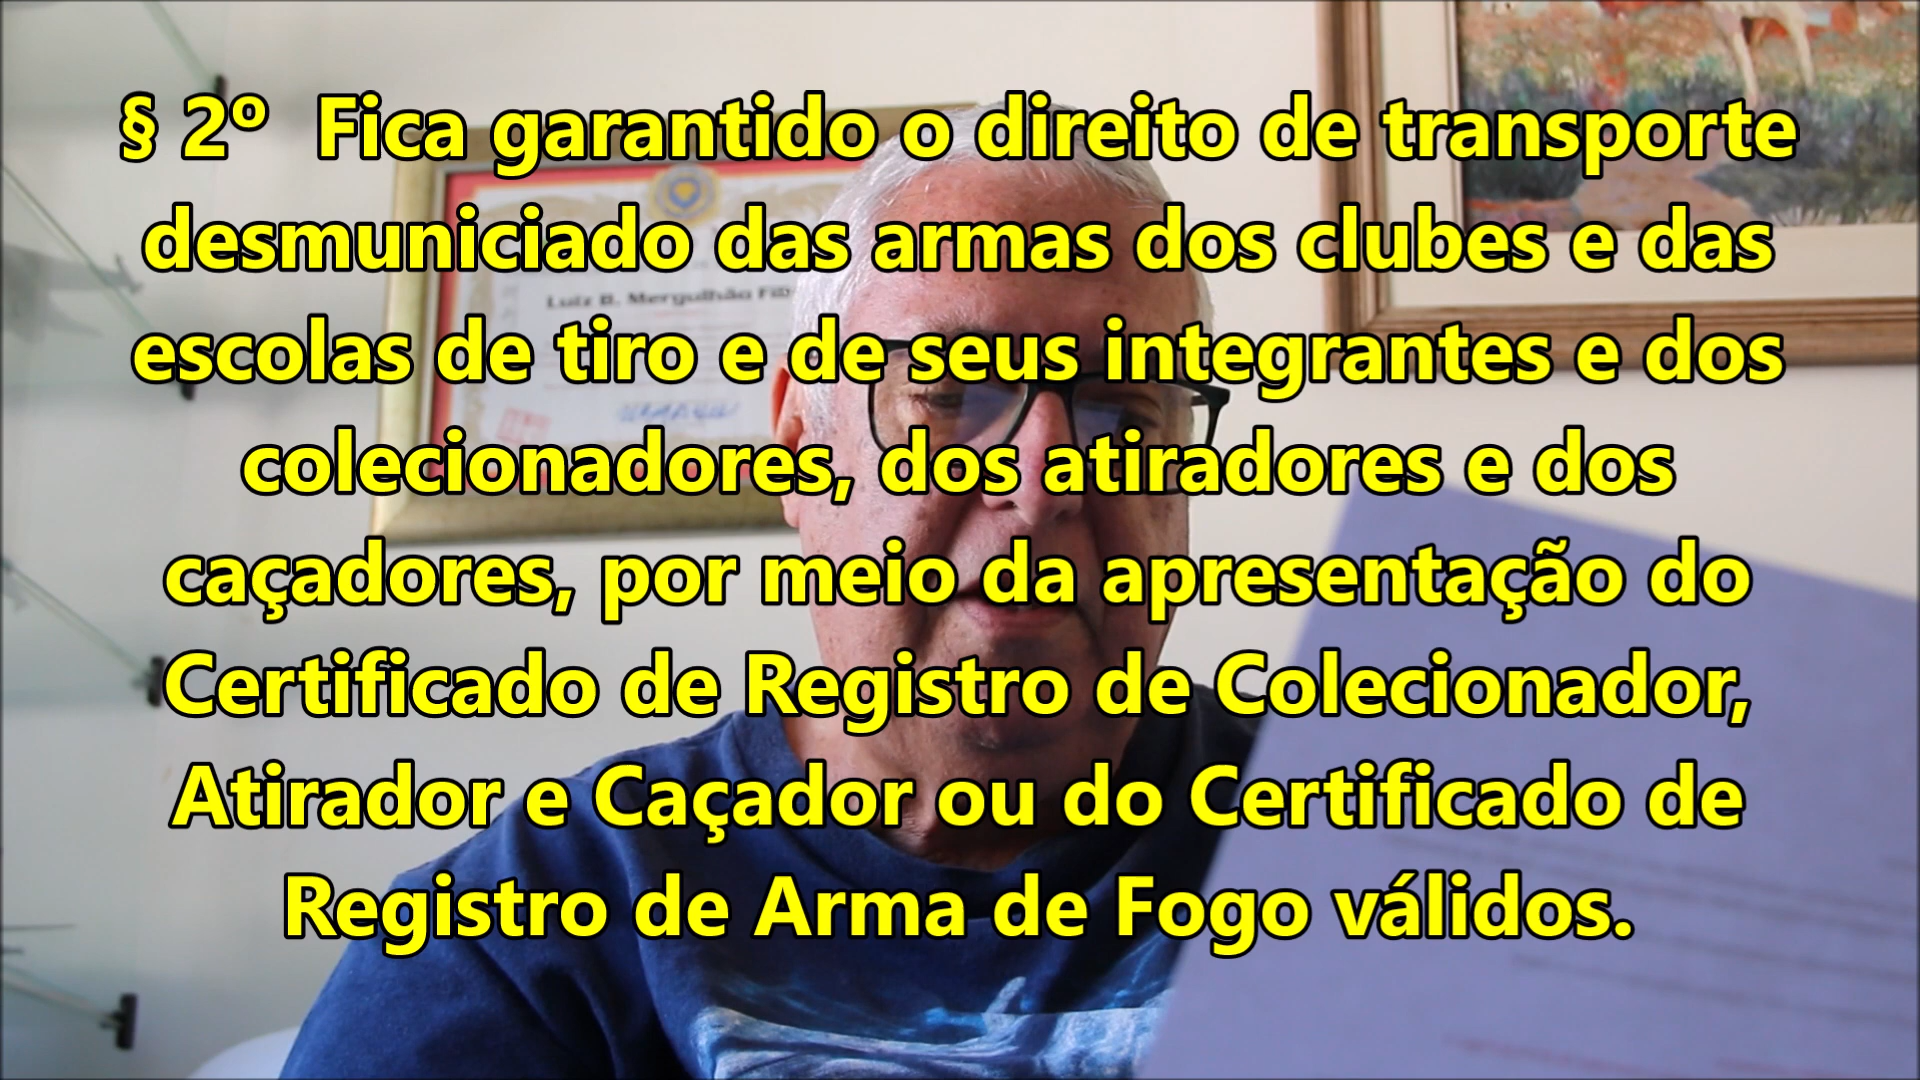 § 2º Fica garantido o direito de transporte
desmuniciado das armas dos clubes e das
escolas de tiro e de seus integrantes e dos
colecionadores, dos atiradores e dos
caçadores, por meio da apresentação do
Certificado de Registro de Colecionador,
Atirador e Caçador ou do Certificado de
Registro de Arma de Fogo válidos.
Luiz B. Mergulhão